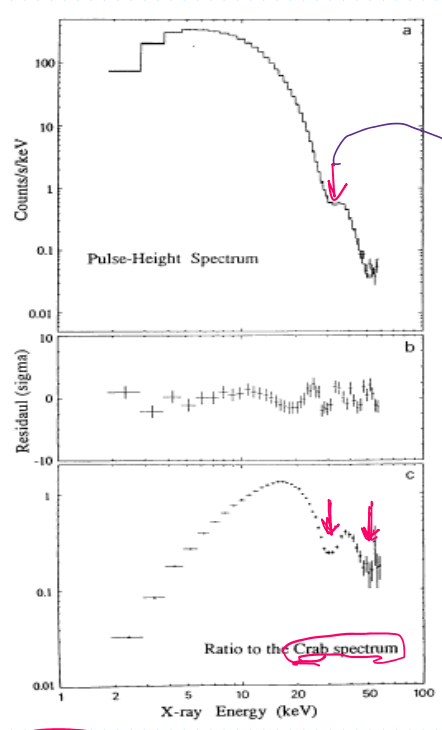 a
100
10
1
0.1
0.01
Counts/s/keV
Pulse-Height Spectrum
b
10
0
-10
Residaul (sigma)
c
1
0.1
0.01
Ratio to the Crab spectrum
1 2 5 10 20 50 100
X-ray Energy (keV)